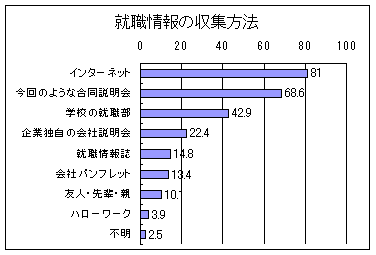 就職情報の収集方法
0 20 40 60 80 100
インターネット 81
今回のような合同説明会 68.6
学校の就職部 42.9
企業独自の会社説明会 22.4
就職情報誌 14.8
会社パンフレット 13.4
友人・先輩・親 10.1
ハローワーク 3.9
不明 2.5